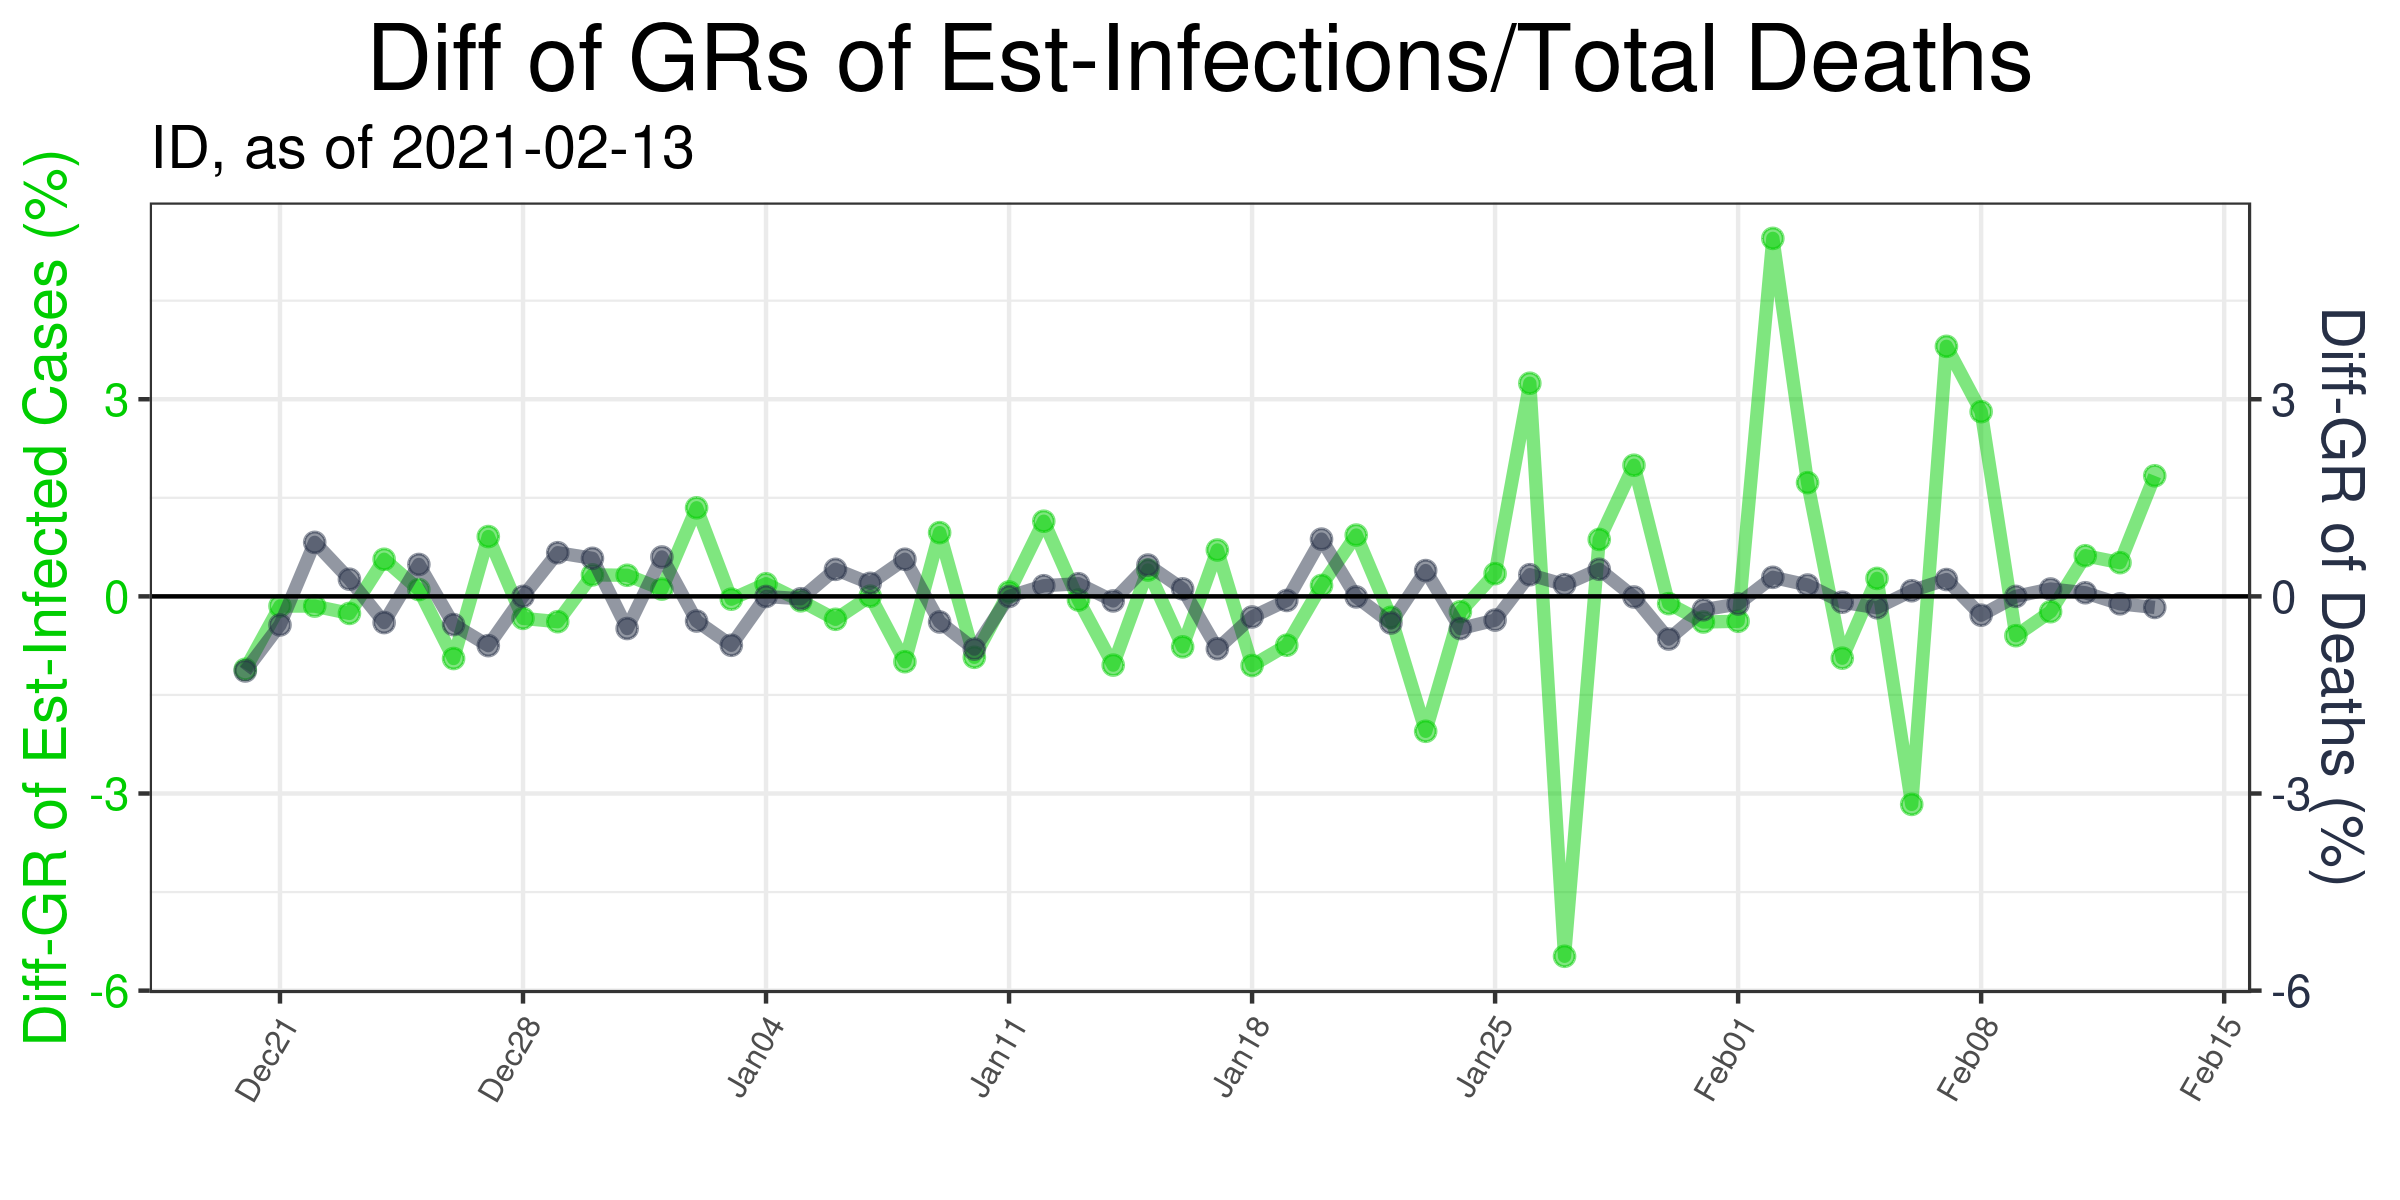 Diff of GRs of Est-Infections/Total Deaths
ID, as of 2021-02-13
Diff-GR of Est-Infected Cases (%)
3
0
-3
-6
3
0
-3
-6
Diff-GR of Deaths (%)
Dec21
Dec28
Jan04
Jan11
Jan18
Jan25
Feb01
Feb08
Feb15